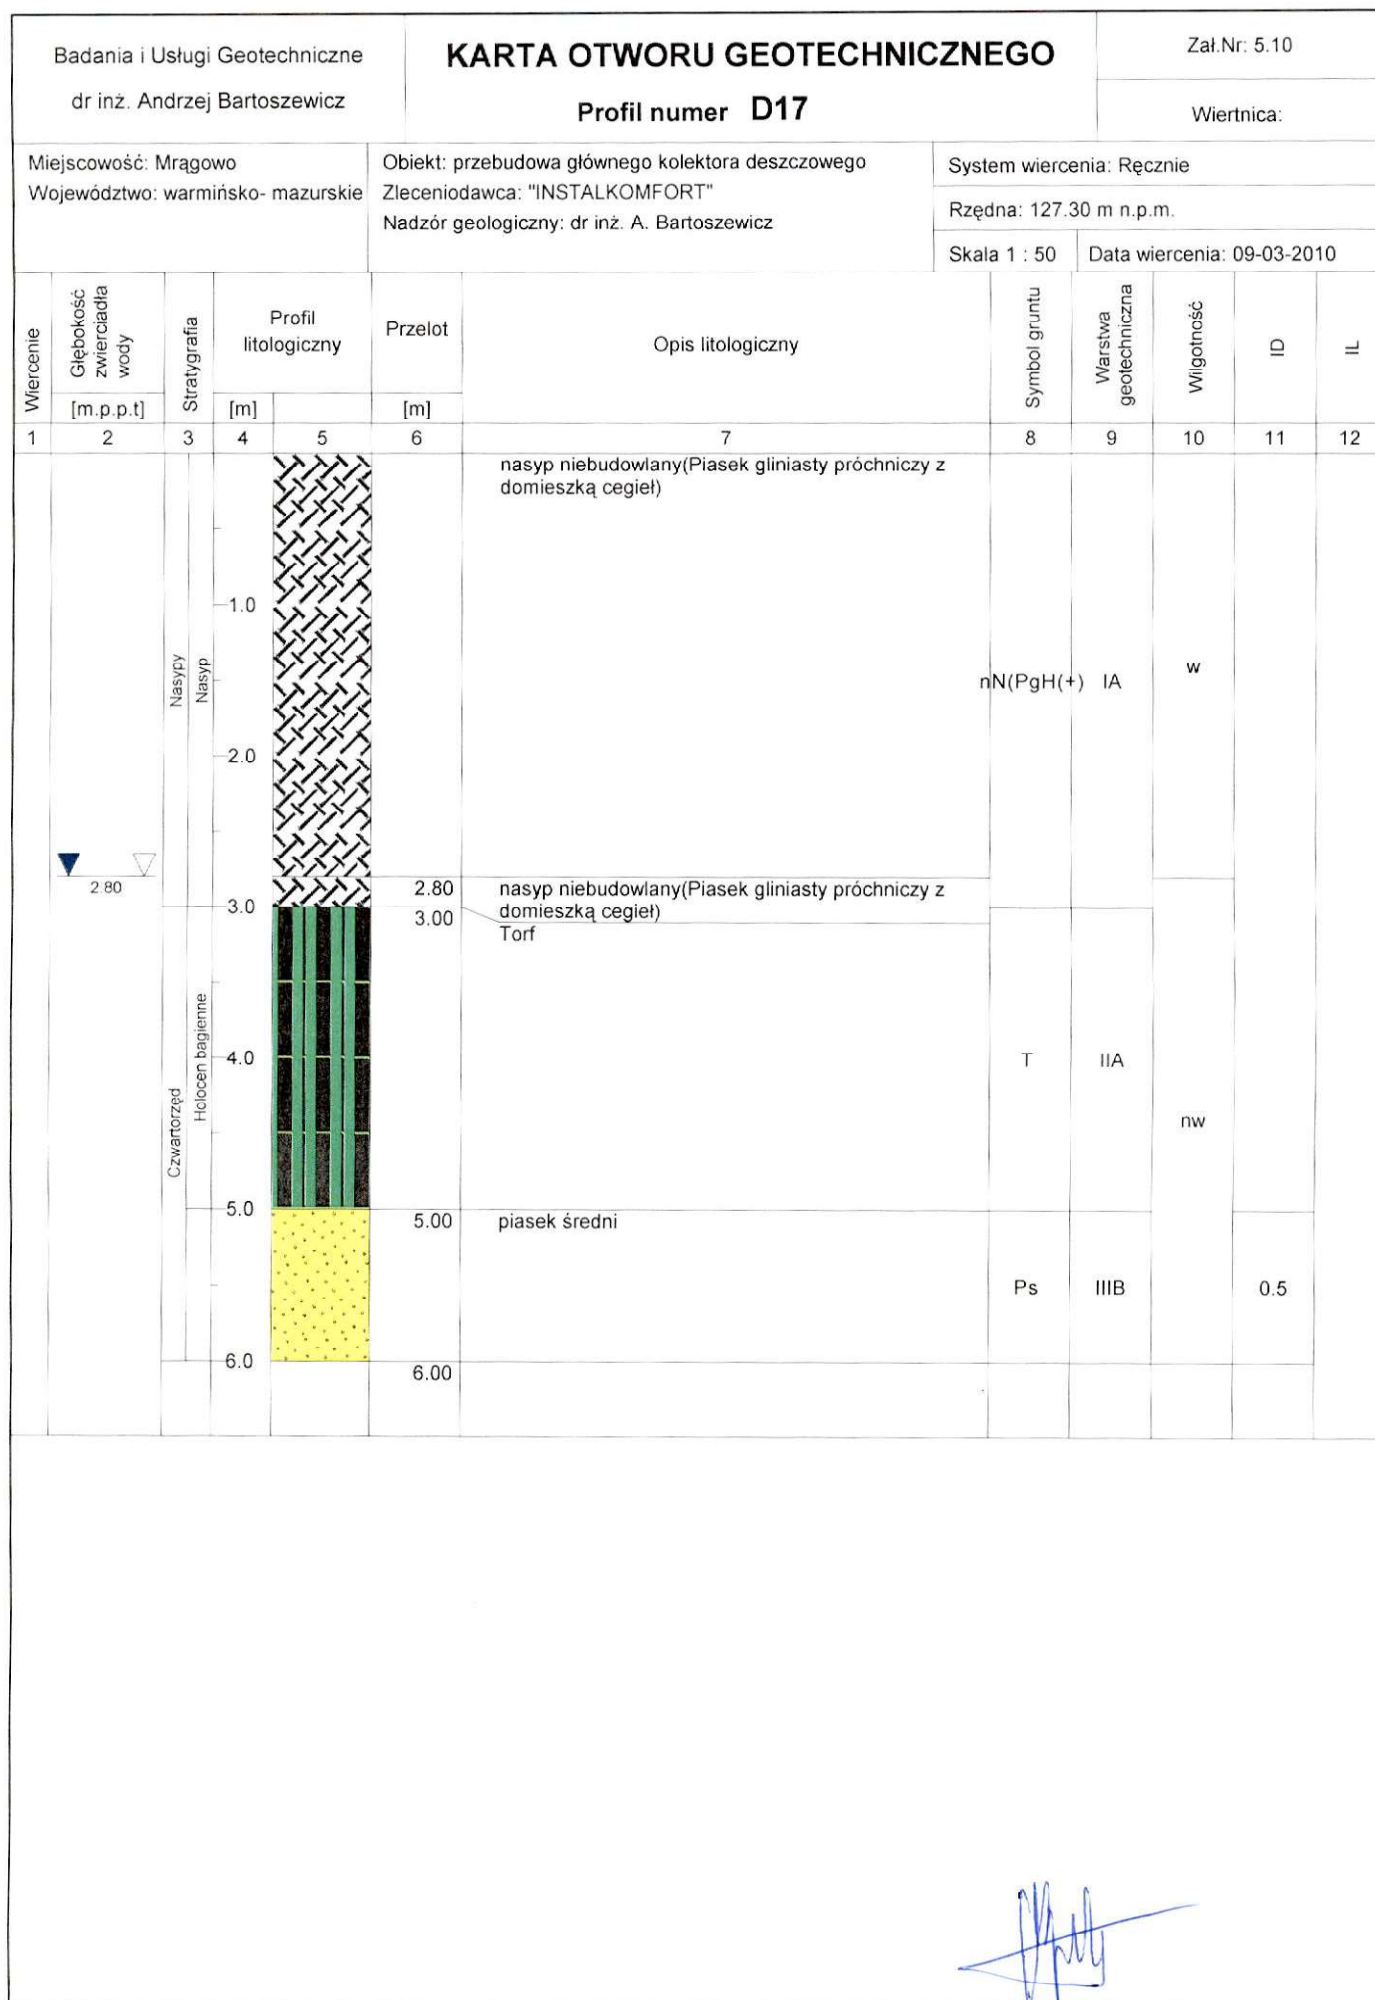 Badania i Usługi Geotechniczne
dr inż. Andrzej Bartoszewicz
KARTA OTWORU GEOTECHNICZNEGO
Profil numer D17
Zał.Nr: 5.10
Wiertnica:
Miejscowość: Mrągowo
Województwo: warmińsko- mazurskie
Obiekt: przebudowa głównego kolektora deszczowego
Zleceniodawca: "INSTALKOMFORT"
Nadzór geologiczny: dr inż. A. Bartoszewicz
System wiercenia: Ręcznie
Rzędna: 127.30 m n.p.m.
Skala 1 : 50
Data wiercenia: 09-03-2010
Wiercenie
Głębokość
zwierciadła
wody
[m.p.p.t]
Stratygrafia
Profil
litologiczny
[m]
Przelot
[m]
Opis litologiczny
Symbol gruntu
Warstwa
geotechniczna
Wilgotność
ID
IL
1 2 3 4 5 6 7 8 9 10 11 12
nasyp niebudowlany(Piasek gliniasty próchniczy z
domieszką cegieł)
1.0
Nasypy
Nasyp
nN(PgH(+) IA
w
2.0
2.80
2.80
nasyp niebudowlany(Piasek gliniasty próchniczy z
domieszką cegieł)
3.0
3.00
Torf
Czwartorzęd
Holocen bagienne
4.0
T
IIA
nw
5.0
5.00
piasek średni
Ps
IIIB
0.5
6.0
6.00